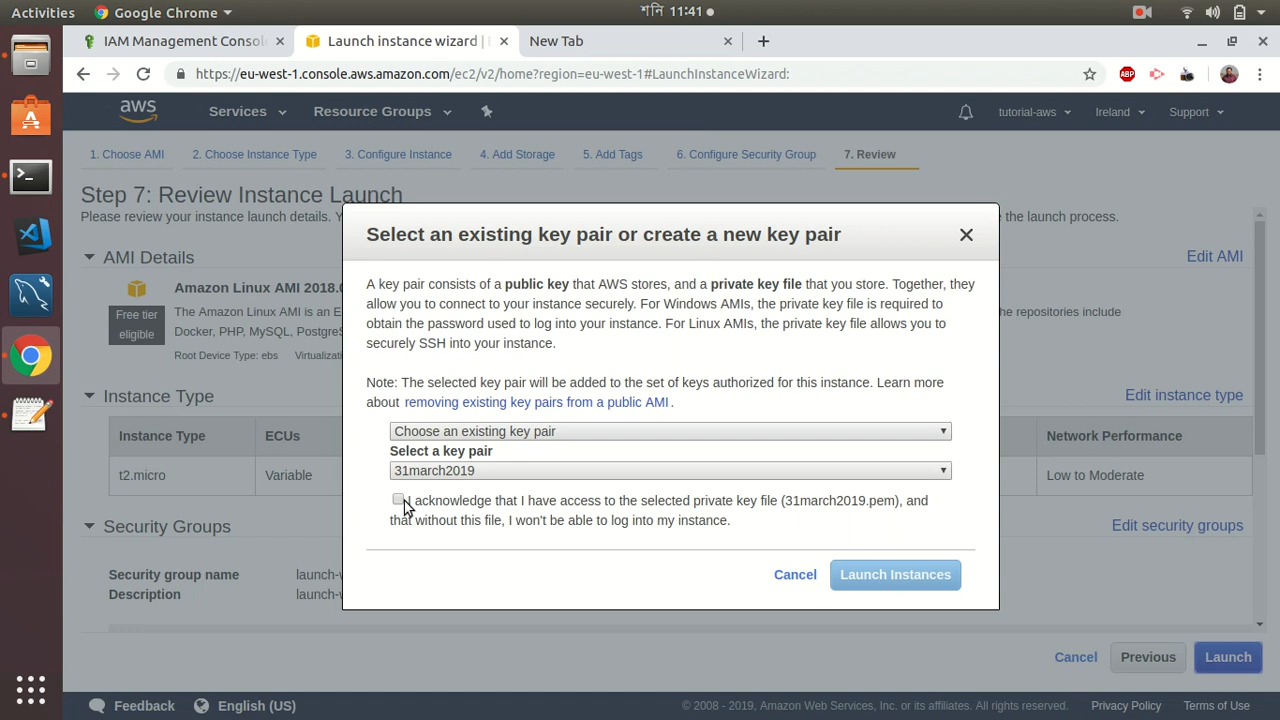 Activities Google Chrome শনি 11:41
IAM Management Consol Launch instance wizard | New Tab
https://eu-west-1.console.aws.amazon.com/ec2/v2/home?region=eu-west-1#LaunchInstanceWizard:
aws Services Resource Groups tutorial-aws Ireland Support
1. Choose AMI 2. Choose Instance Type 3. Configure Instance 4. Add Storage 5. Add Tags 6. Configure Security Group 7. Review
Step 7: Review Instance Launch
Please review your instance launch details. Y the launch process.
AMI Details Edit AMI
Amazon Linux AMI 2018.0
Free tier eligible
The Amazon Linux AMI is an E he repositories include
Docker, PHP, MySQL, PostgreS
Root Device Type: ebs Virtualizati
Instance Type Edit instance type
Instance Type ECUs Network Performance
t2.micro Variable Low to Moderate
Security Groups Edit security groups
Security group name launch-w
Description launch-w
Select an existing key pair or create a new key pair
A key pair consists of a public key that AWS stores, and a private key file that you store. Together, they
allow you to connect to your instance securely. For Windows AMIs, the private key file is required to
obtain the password used to log into your instance. For Linux AMIs, the private key file allows you to
securely SSH into your instance.
Note: The selected key pair will be added to the set of keys authorized for this instance. Learn more
about removing existing key pairs from a public AMI .
Choose an existing key pair
Select a key pair
31march2019
I acknowledge that I have access to the selected private key file (31march2019.pem), and
that without this file, I won't be able to log into my instance.
Cancel Launch Instances
Cancel Previous Launch
Feedback English (US) © 2008 - 2019, Amazon Web Services, Inc. or its affiliates. All rights reserved. Privacy Policy Terms of Use
ABP